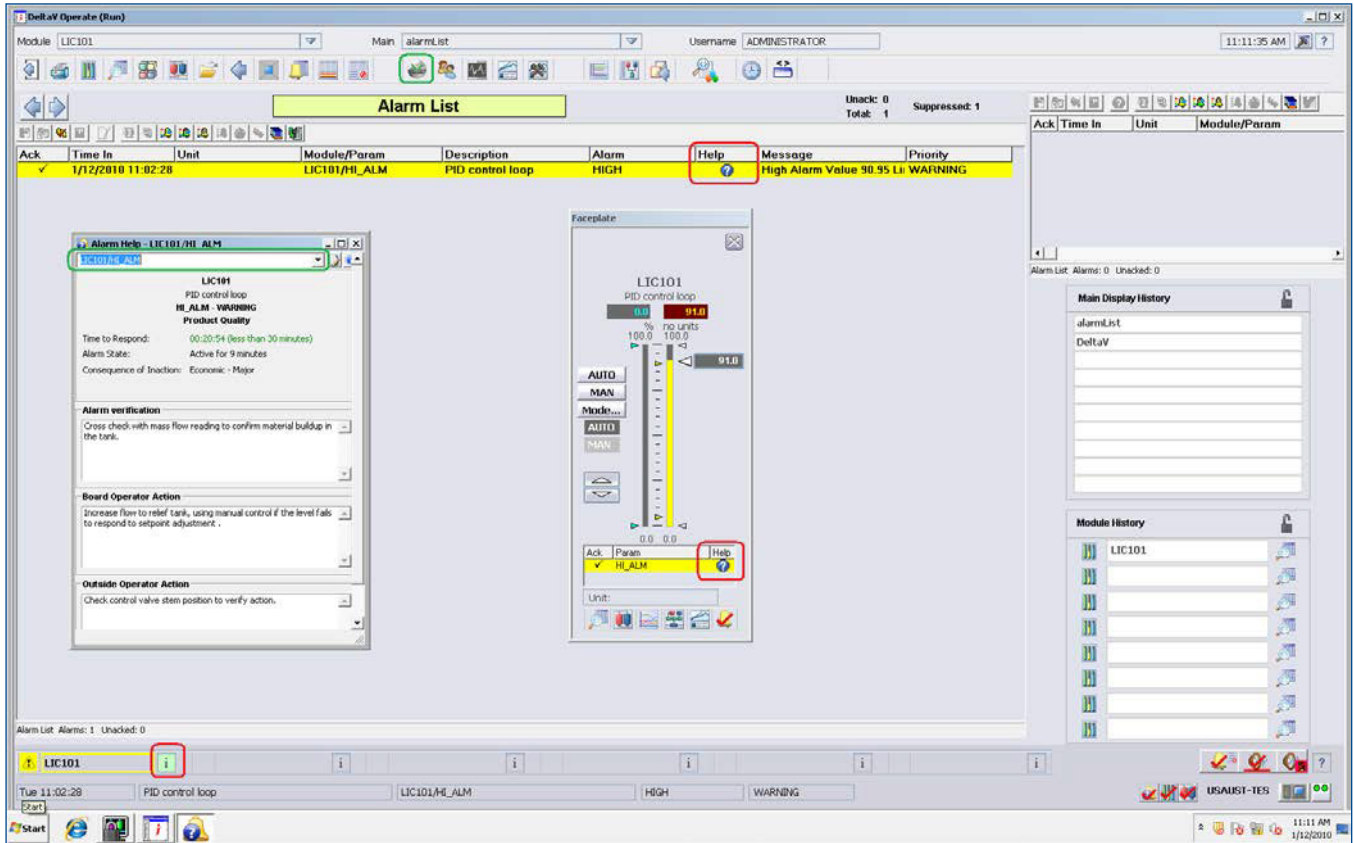 DeltaV Operate (Run)
Module LIC101 Main alarmList Username ADMINISTRATOR 11:11:35 AM ?
Alarm List
Unack: 0
Total: 1
Suppressed: 1
Ack Time In Unit Module/Param
Ack Time In Unit Module/Param Description Alarm Help Message Priority
1/12/2010 11:02:28 LIC101/HI_ALM PID control loop HIGH ? High Alarm Value 90.95 Li WARNING
Alarm List Alarms: 0 Unacked: 0
Alarm Help - LIC101/HI_ALM
LIC101/HI_ALM
LIC101
PID control loop
HI_ALM - WARNING
Product Quality
Time to Respond: 00:20:54 (less than 30 minutes)
Alarm State: Active for 9 minutes
Consequence of Inaction: Economic - Major
Alarm verification
Cross check with mass flow reading to confirm material buildup in
the tank.
Board Operator Action
Increase flow to relief tank, using manual control if the level fails
to respond to setpoint adjustment .
Outside Operator Action
Check control valve stem position to verify action.
Faceplate
LIC101
PID control loop
0.0 91.0
% no units
100.0 100.0
91.0
AUTO
MAN
Mode...
AUTO
MAN
0.0 0.0
Ack Param Help
HI_ALM ?
Unit:
Main Display History
alarmList
DeltaV
Module History
LIC101
Alarm List Alarms: 1 Unacked: 0
LIC101 i i i i i i ?
Tue 11:02:28 PID control loop LIC101/HI_ALM HIGH WARNING USAUST-TES
Start
Start 11:11 AM
1/12/2010